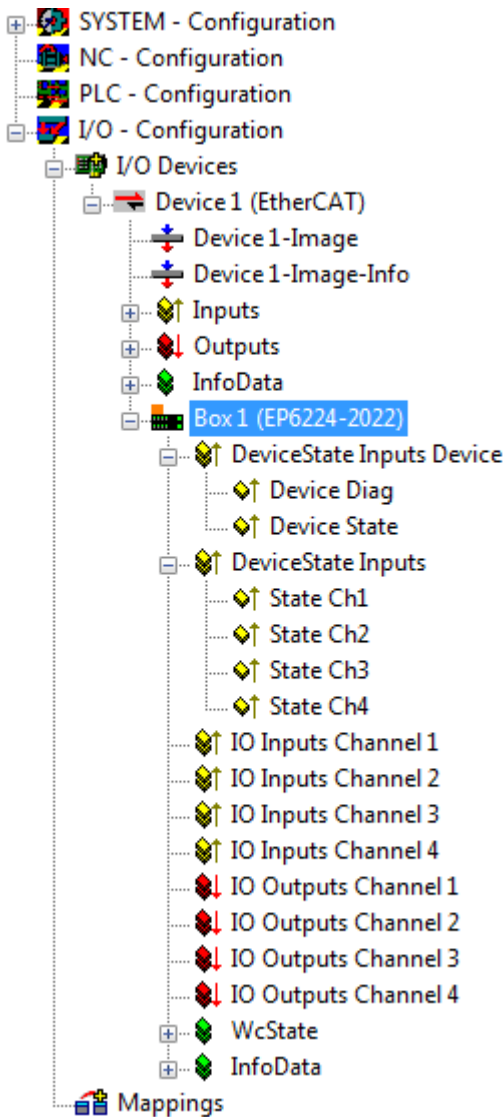 SYSTEM - Configuration
NC - Configuration
PLC - Configuration
I/O - Configuration
I/O Devices
Device 1 (EtherCAT)
Device 1-Image
Device 1-Image-Info
Inputs
Outputs
InfoData
Box 1 (EP6224-2022)
DeviceState Inputs Device
Device Diag
Device State
DeviceState Inputs
State Ch1
State Ch2
State Ch3
State Ch4
IO Inputs Channel 1
IO Inputs Channel 2
IO Inputs Channel 3
IO Inputs Channel 4
IO Outputs Channel 1
IO Outputs Channel 2
IO Outputs Channel 3
IO Outputs Channel 4
WcState
InfoData
Mappings